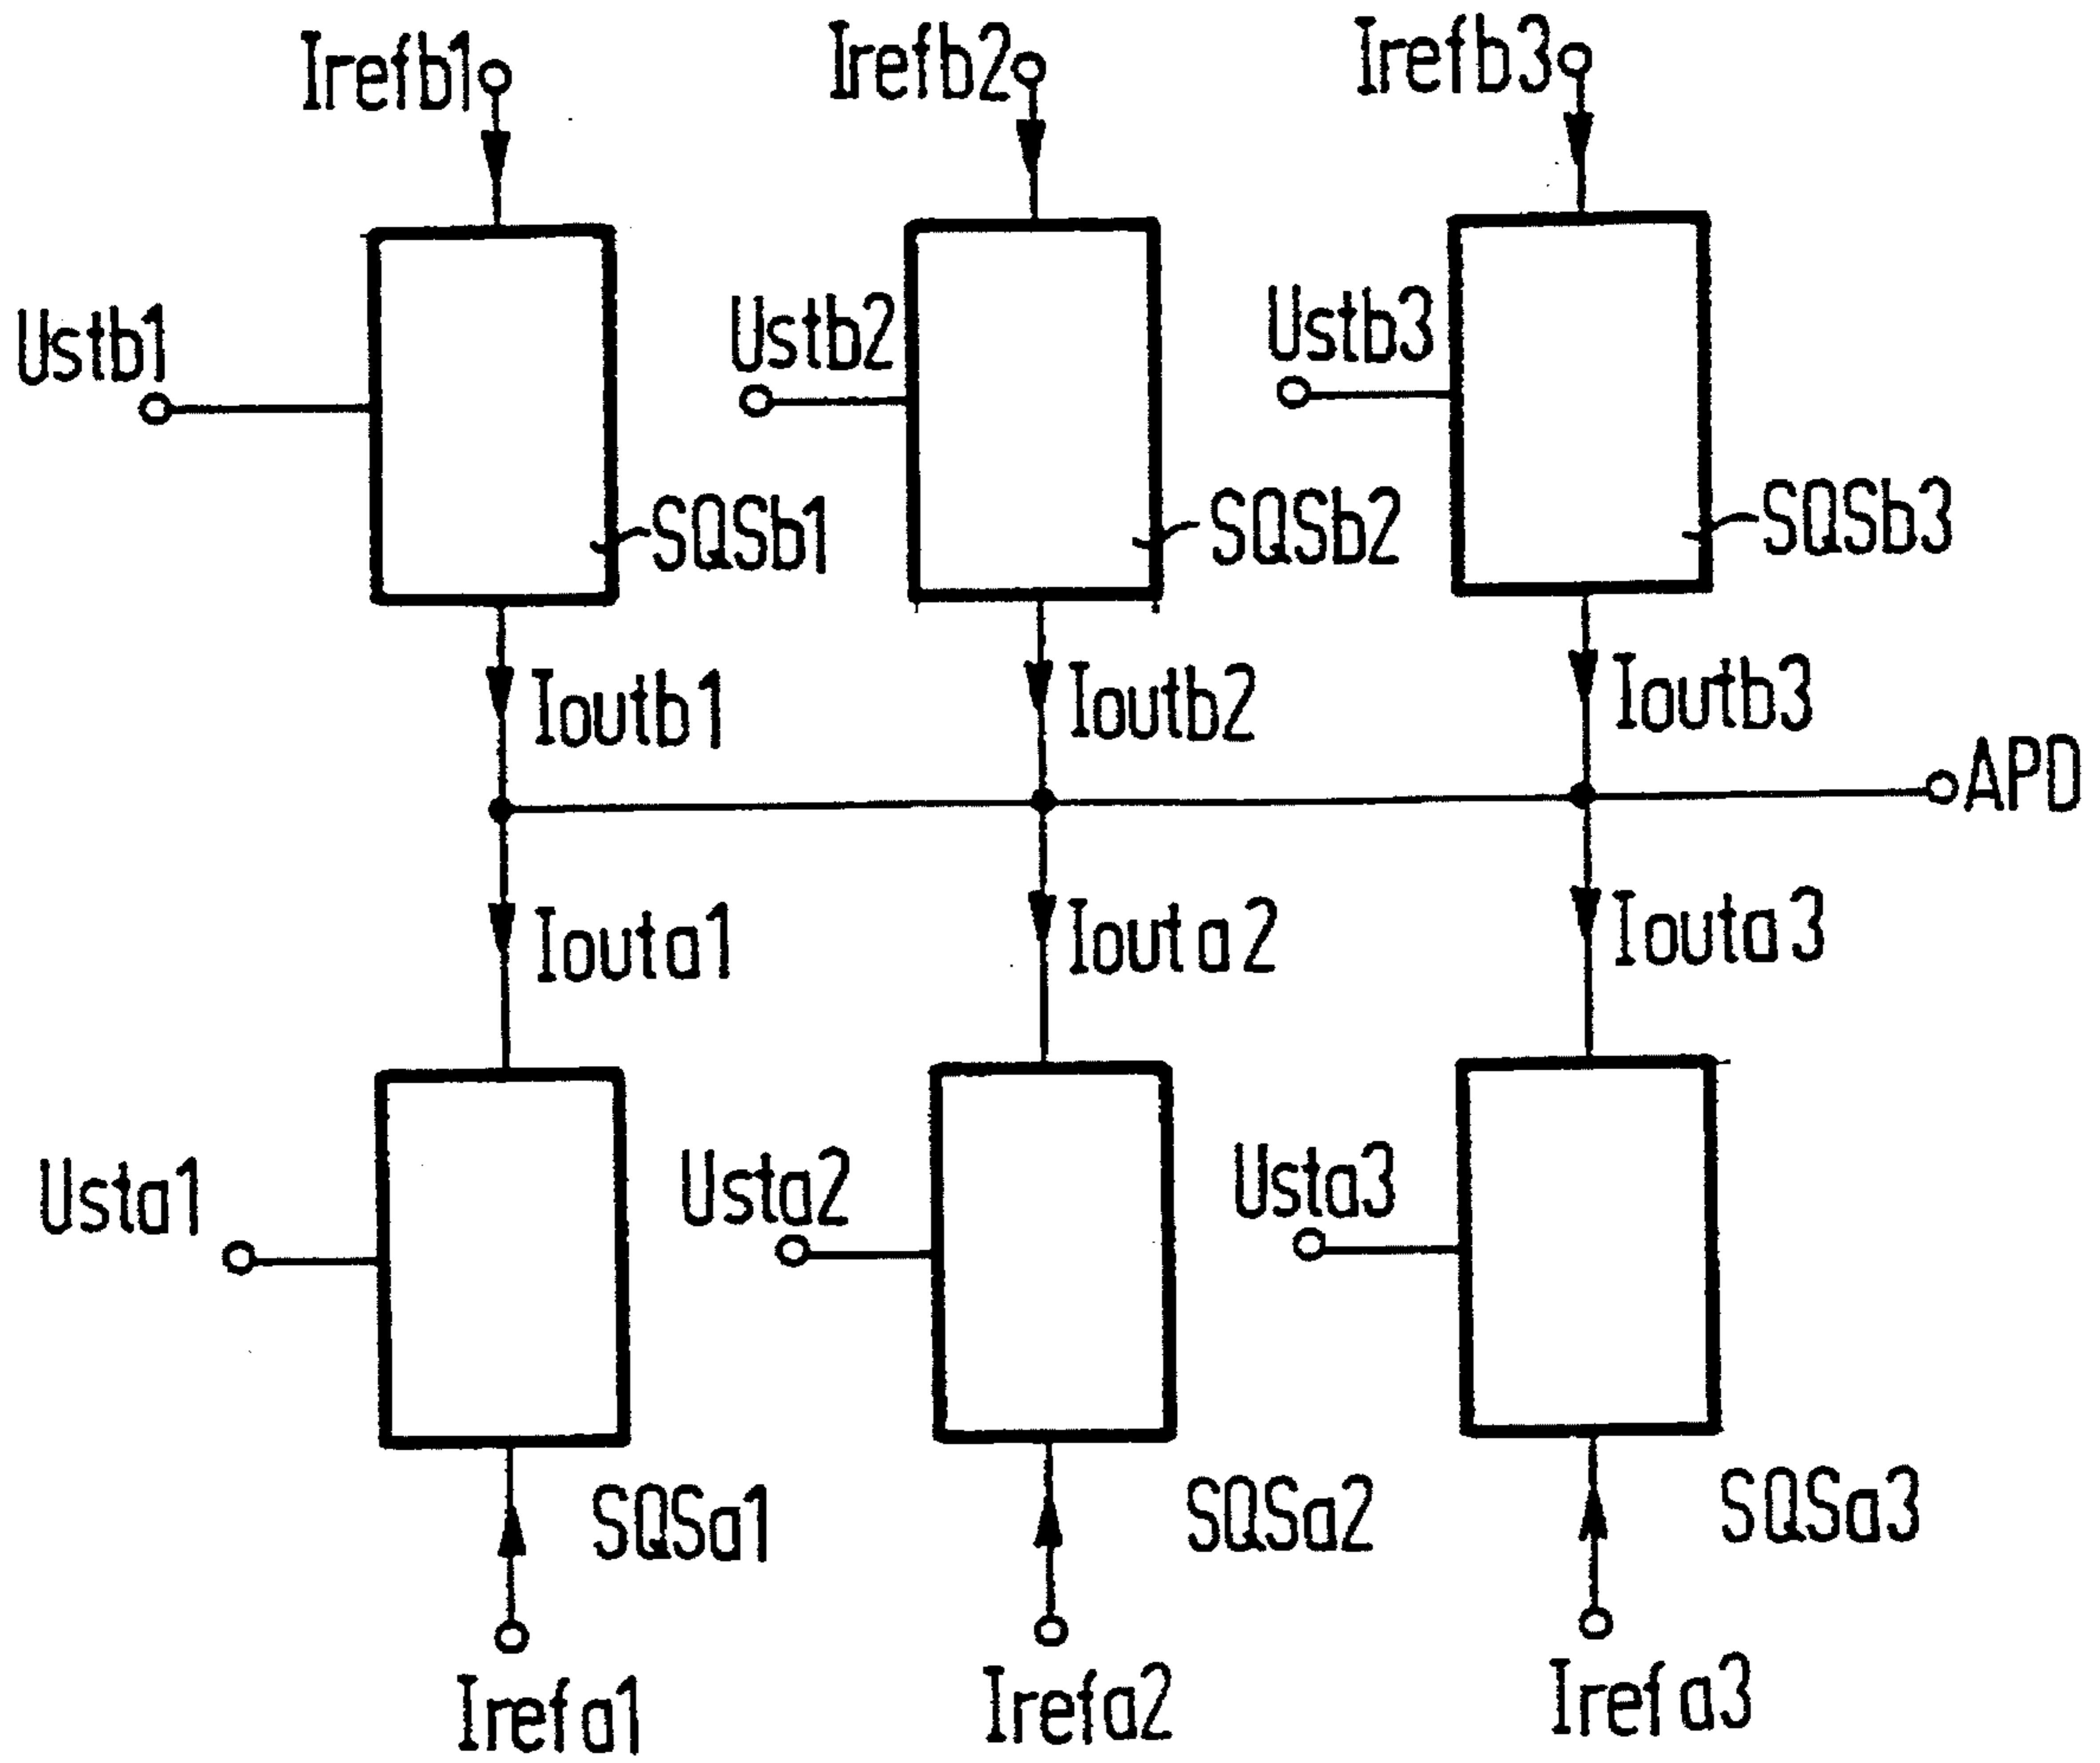 Irefb1
Irefb2
Irefb3
Ustb1
Ustb2
Ustb3
SQSb1
SQSb2
SQSb3
Ioutb1
Ioutb2
Ioutb3
APD
Iouta1
Iouta2
Iouta3
Usta1
Usta2
Usta3
SQSa1
SQSa2
SQSa3
Irefa1
Irefa2
Irefa3